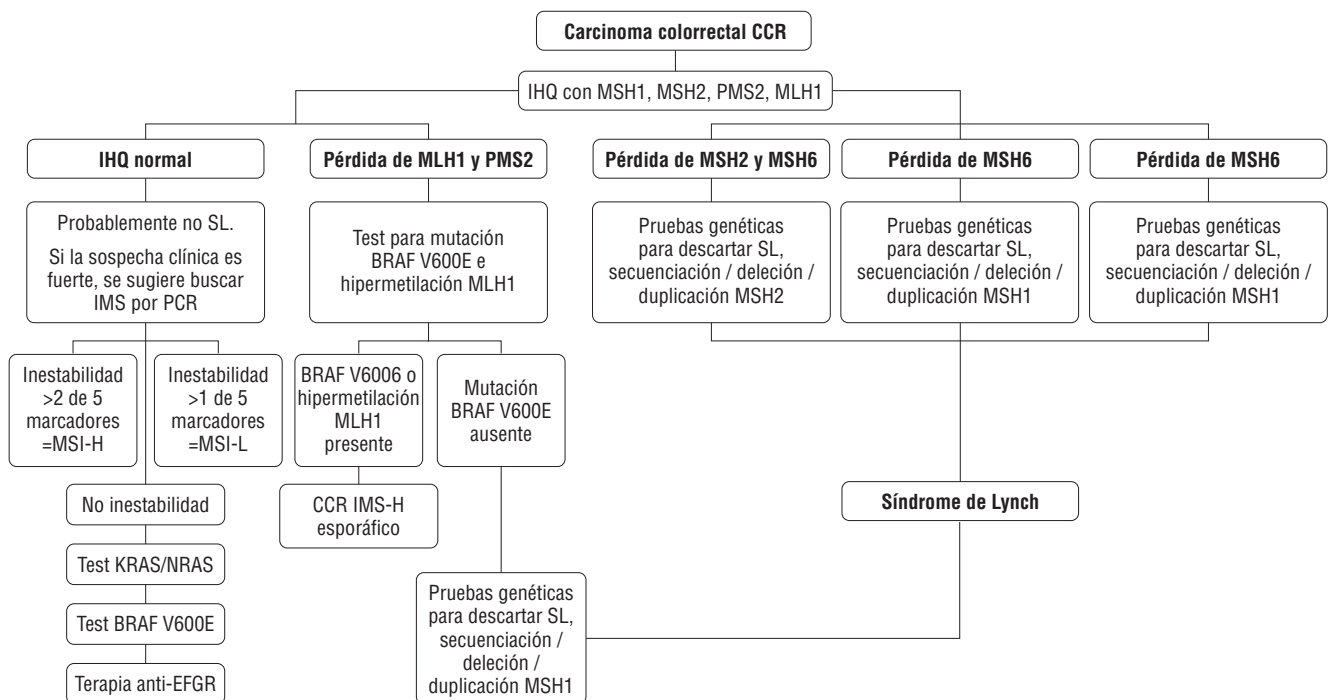 Carcinoma colorrectal CCR
IHQ con MSH1, MSH2, PMS2, MLH1
IHQ normal
Probablemente no SL.
Si la sospecha clínica es
fuerte, se sugiere buscar
IMS por PCR
Inestabilidad
>2 de 5
marcadores
=MSI-H
Inestabilidad
>1 de 5
marcadores
=MSI-L
No inestabilidad
Test KRAS/NRAS
Test BRAF V600E
Terapia anti-EFGR
Pérdida de MLH1 y PMS2
Test para mutación
BRAF V600E e
hipermetilación MLH1
BRAF V6006 o
hipermetilación
MLH1
presente
CCR IMS-H
esporáfico
Mutación
BRAF V600E
ausente
Pruebas genéticas
para descartar SL,
secuenciación /
deleción /
duplicación MSH1
Pérdida de MSH2 y MSH6
Pruebas genéticas
para descartar SL,
secuenciación / deleción /
duplicación MSH2
Pérdida de MSH6
Pruebas genéticas
para descartar SL,
secuenciación / deleción /
duplicación MSH1
Pérdida de MSH6
Pruebas genéticas
para descartar SL,
secuenciación / deleción /
duplicación MSH1
Síndrome de Lynch